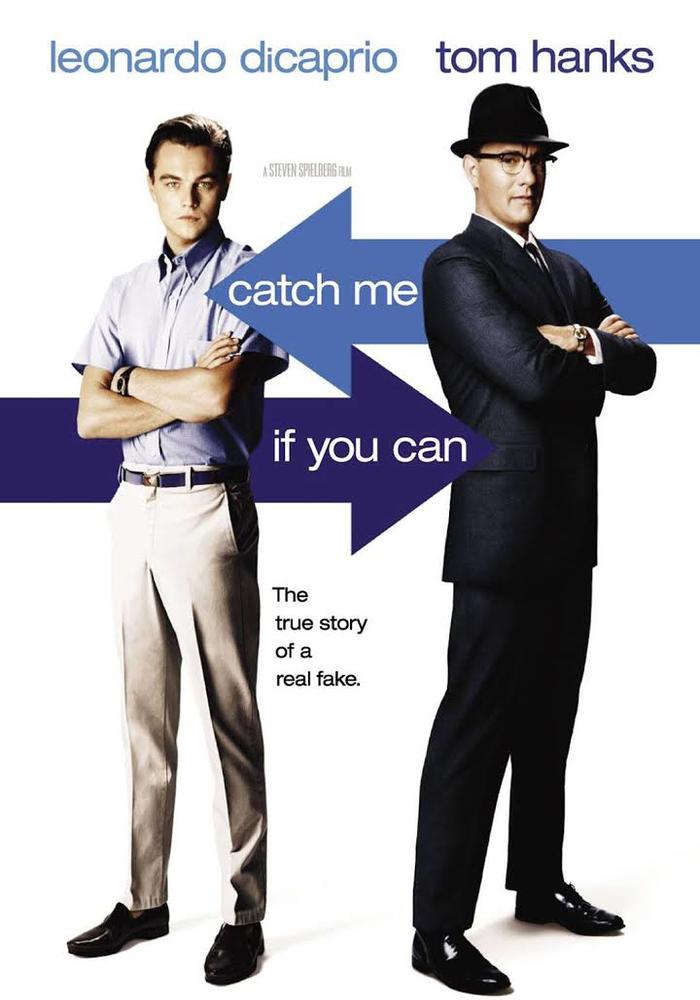 leonardo dicaprio tom hanks
A STEVEN SPIELBERG FILM
catch me
if you can
The
true story
of a
real fake.